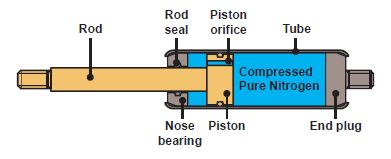 Rod
Rod
seal
Piston
orifice
Tube
Compressed
Pure Nitrogen
Nose
bearing
Piston
End plug